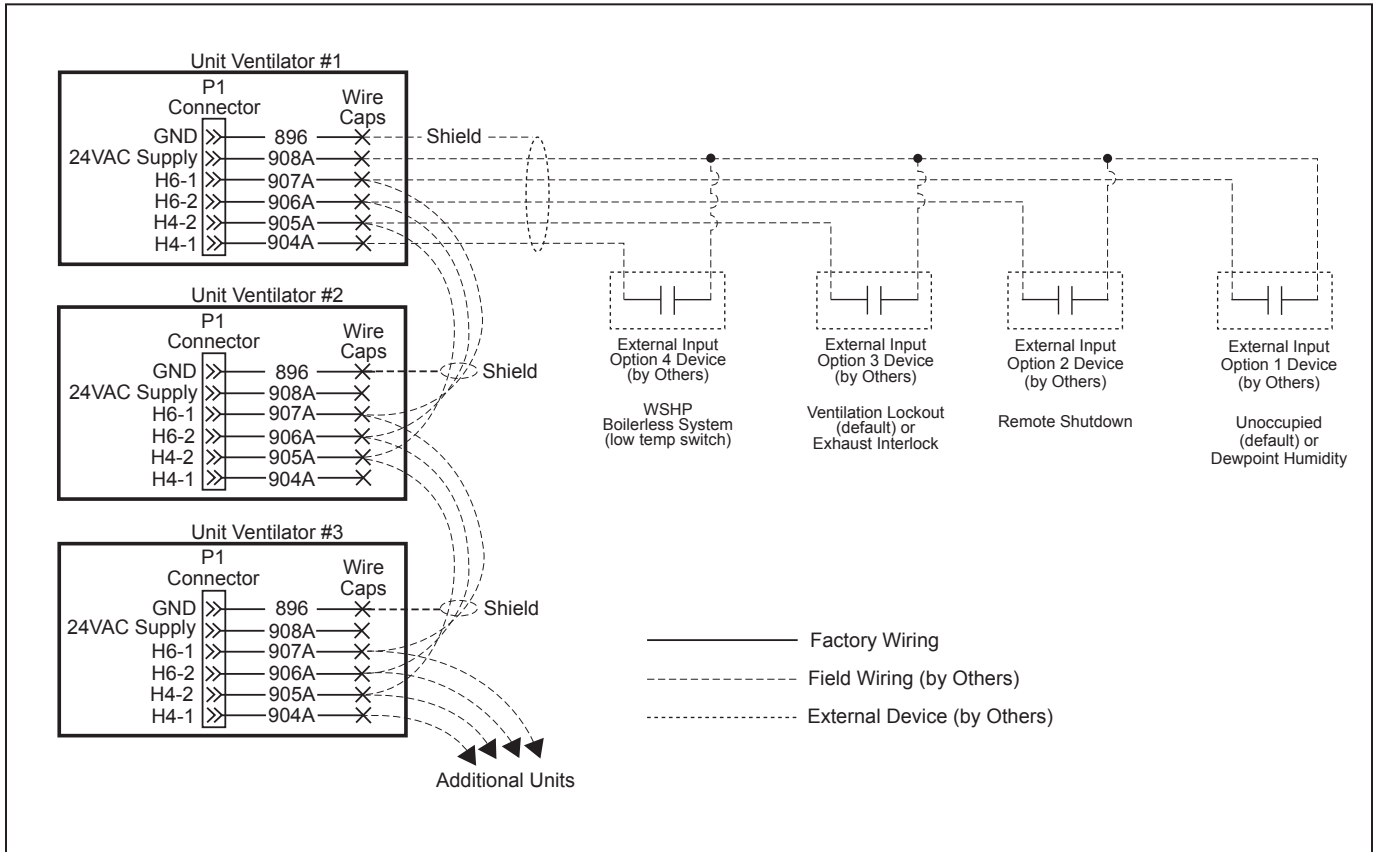 Unit Ventilator #1
P1
Connector
Wire
Caps
GND 896 Shield
24VAC Supply 908A
H6-1 907A
H6-2 906A
H4-2 905A
H4-1 904A
Unit Ventilator #2
P1
Connector
Wire
Caps
GND 896 Shield
24VAC Supply 908A
H6-1 907A
H6-2 906A
H4-2 905A
H4-1 904A
Unit Ventilator #3
P1
Connector
Wire
Caps
GND 896 Shield
24VAC Supply 908A
H6-1 907A
H6-2 906A
H4-2 905A
H4-1 904A
Additional Units
External Input
Option 4 Device
(by Others)
WSHP
Boilerless System
(low temp switch)
External Input
Option 3 Device
(by Others)
Ventilation Lockout
(default) or
Exhaust Interlock
External Input
Option 2 Device
(by Others)
Remote Shutdown
External Input
Option 1 Device
(by Others)
Unoccupied
(default) or
Dewpoint Humidity
Factory Wiring
Field Wiring (by Others)
External Device (by Others)